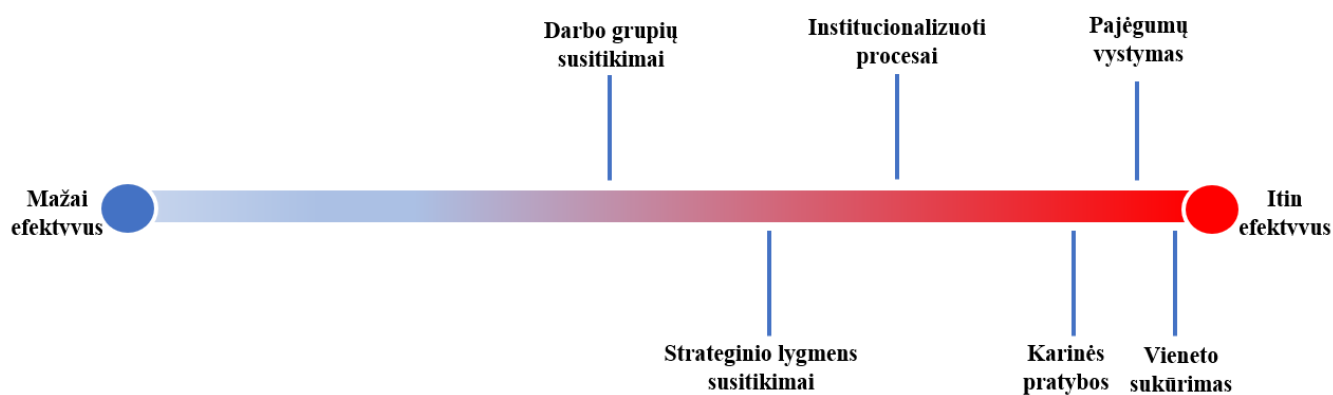 Darbo grupių
susitikimai
Institucionalizuoti
procesai
Pajėgumų
vystymas
Mažai
efektyvus
Itin
efektyvus
Strateginio lygmens
susitikimai
Karinės
pratybos
Vieneto
sukūrimas